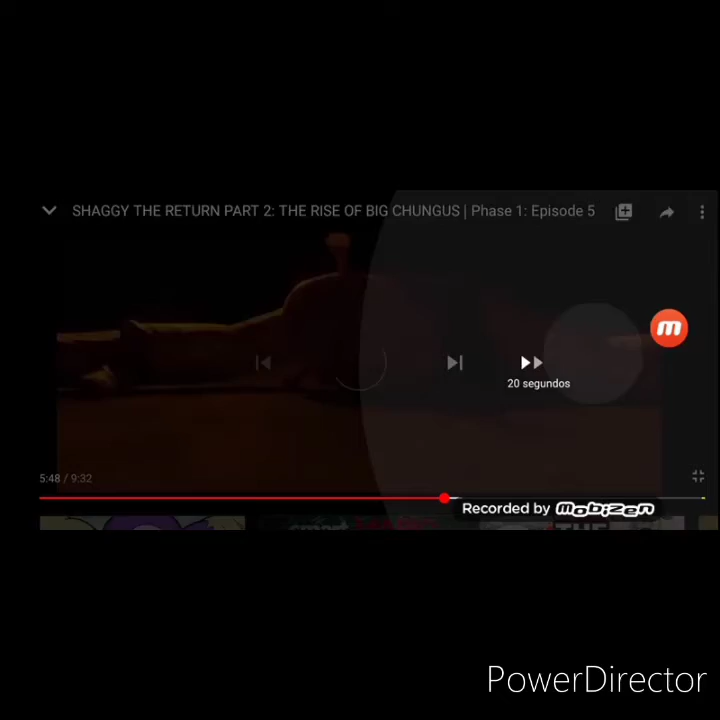 SHAGGY THE RETURN PART 2: THE RISE OF BIG CHUNGUS | Phase 1: Episode 5
m
20 segundos
5:48 / 9:32
Recorded by mobizen
THE
PowerDirector